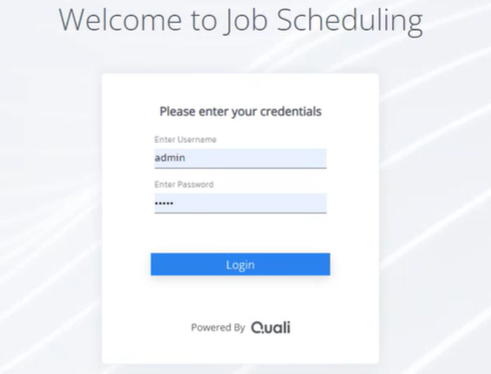 Welcome to Job Scheduling
Please enter your credentials
Enter Username
admin
Enter Password
•••••
Login
Powered By Quali